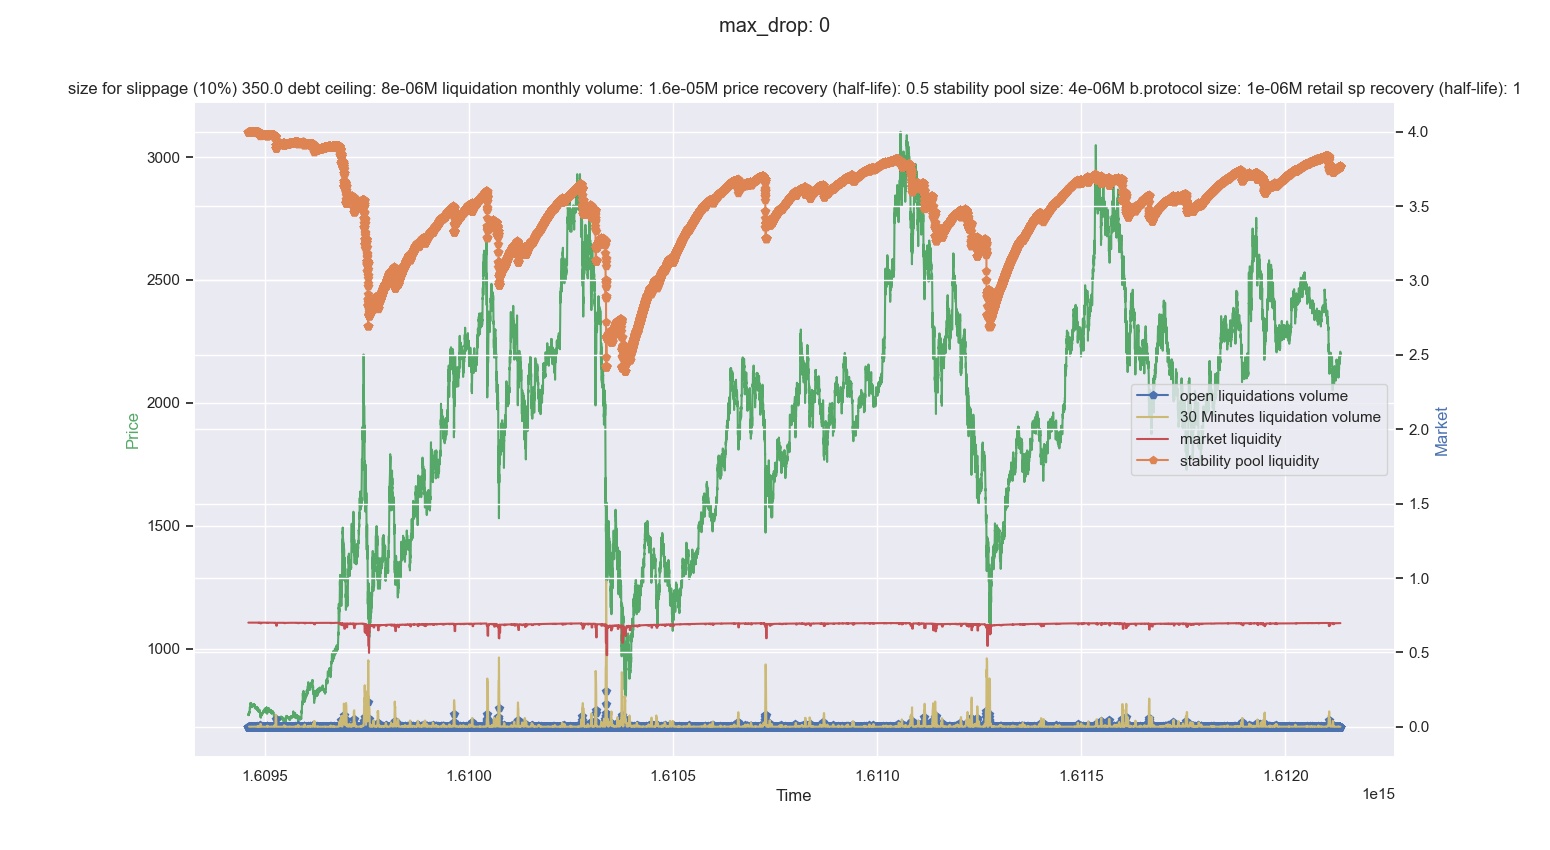 max_drop: 0
size for slippage (10%) 350.0 debt ceiling: 8e-06M liquidation monthly volume: 1.6e-05M price recovery (half-life): 0.5 stability pool size: 4e-06M b.protocol size: 1e-06M retail sp recovery (half-life): 1
3000
2500
2000
1500
1000
Price
4.0
3.5
3.0
2.5
2.0
1.5
1.0
0.5
0.0
Market
open liquidations volume
30 Minutes liquidation volume
market liquidity
stability pool liquidity
1.6095
1.6100
1.6105
1.6110
1.6115
1.6120
Time
1e15